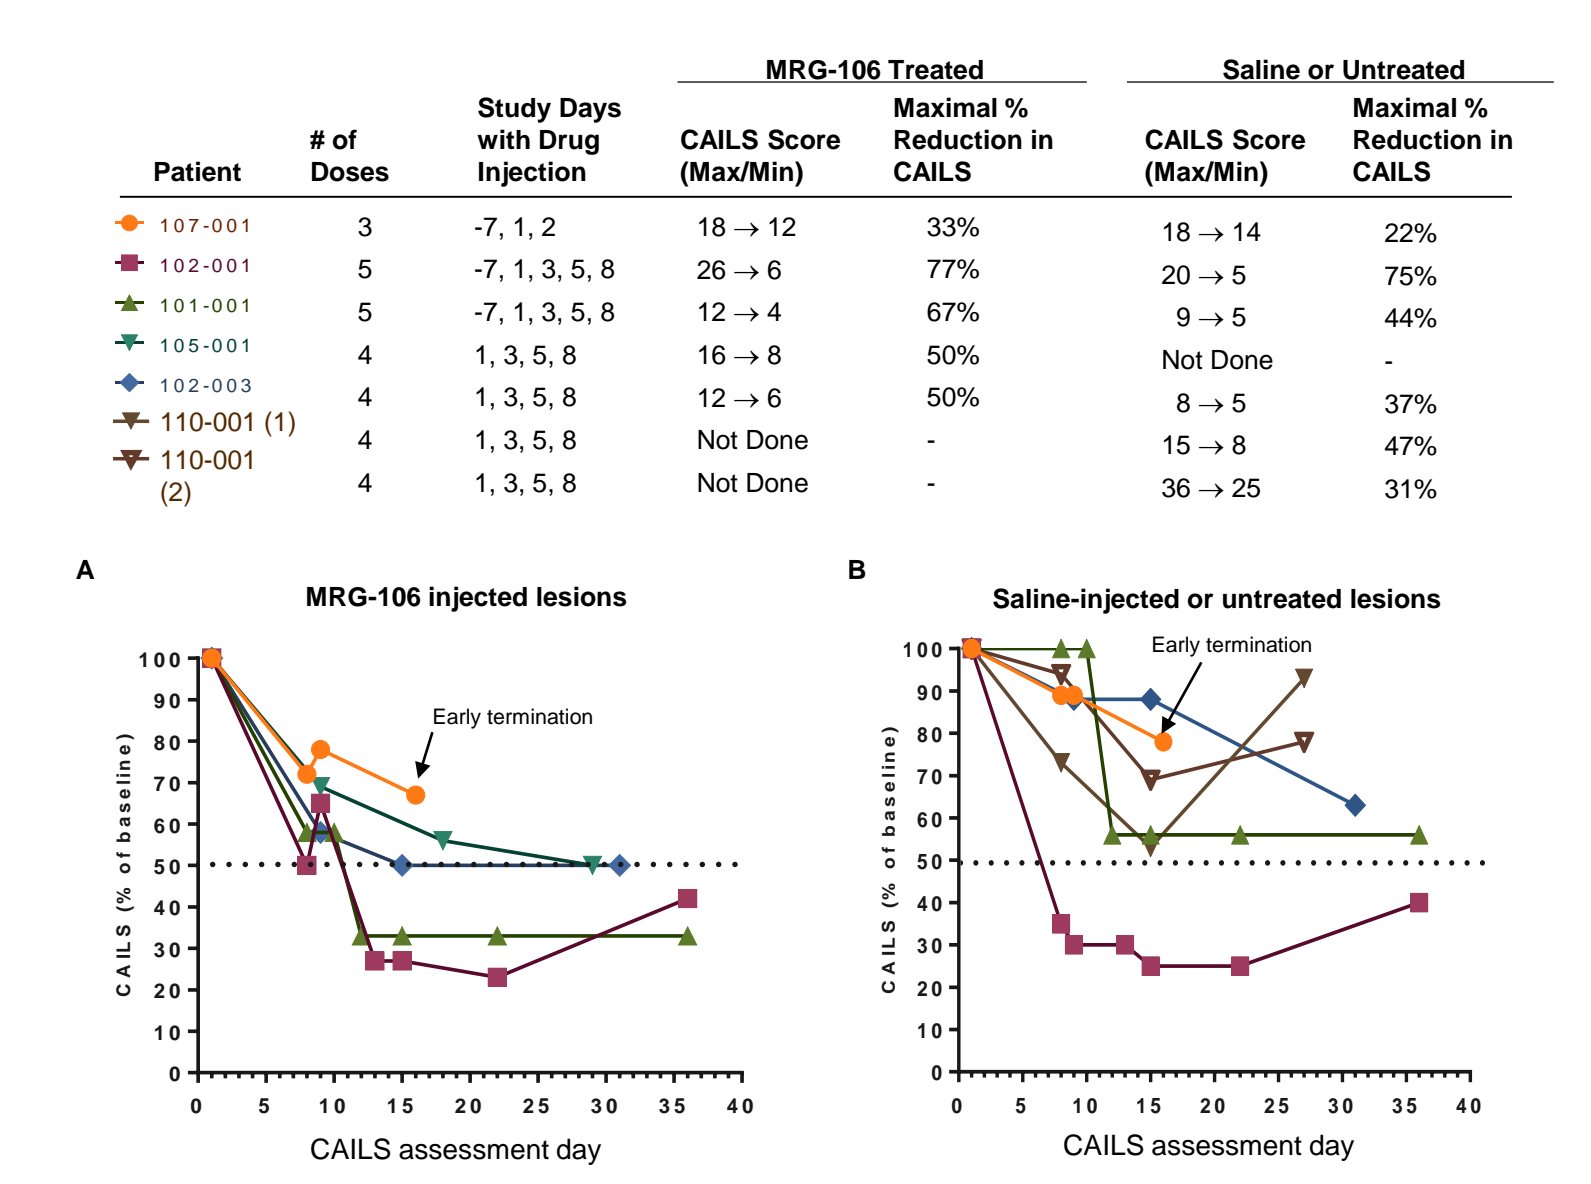 MRG-106 Treated Saline or Untreated
Patient # of Doses Study Days with Drug Injection CAILS Score (Max/Min) Maximal % Reduction in CAILS CAILS Score (Max/Min) Maximal % Reduction in CAILS
107-001 3 -7, 1, 2 18 → 12 33% 18 → 14 22%
102-001 5 -7, 1, 3, 5, 8 26 → 6 77% 20 → 5 75%
101-001 5 -7, 1, 3, 5, 8 12 → 4 67% 9 → 5 44%
105-001 4 1, 3, 5, 8 16 → 8 50% Not Done -
102-003 4 1, 3, 5, 8 12 → 6 50% 8 → 5 37%
110-001 (1) 4 1, 3, 5, 8 Not Done - 15 → 8 47%
110-001 (2) 4 1, 3, 5, 8 Not Done - 36 → 25 31%
A
MRG-106 injected lesions
Early termination
CAILS (% of baseline)
100
90
80
70
60
50
40
30
20
10
0
0 5 10 15 20 25 30 35 40
CAILS assessment day
B
Saline-injected or untreated lesions
Early termination
CAILS (% of baseline)
100
90
80
70
60
50
40
30
20
10
0
0 5 10 15 20 25 30 35 40
CAILS assessment day